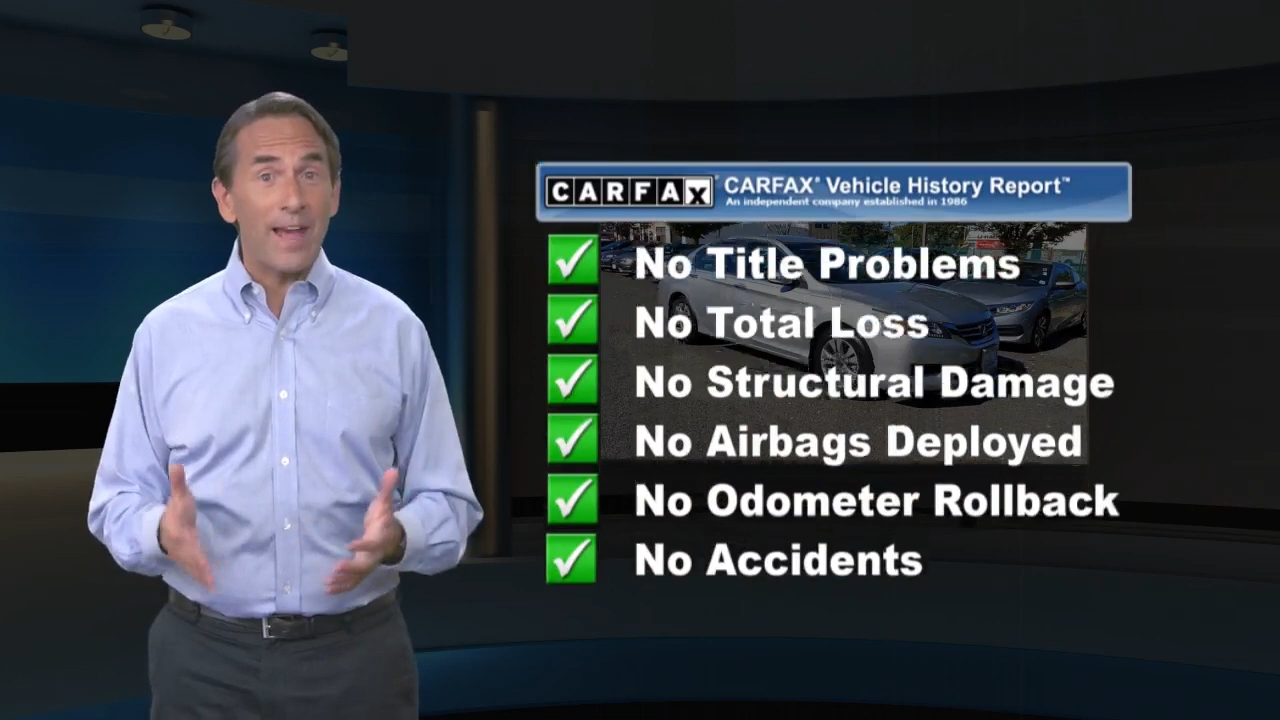 CARFAX® CARFAX® Vehicle History Report™
An independent company established in 1986
No Title Problems
No Total Loss
No Structural Damage
No Airbags Deployed
No Odometer Rollback
No Accidents